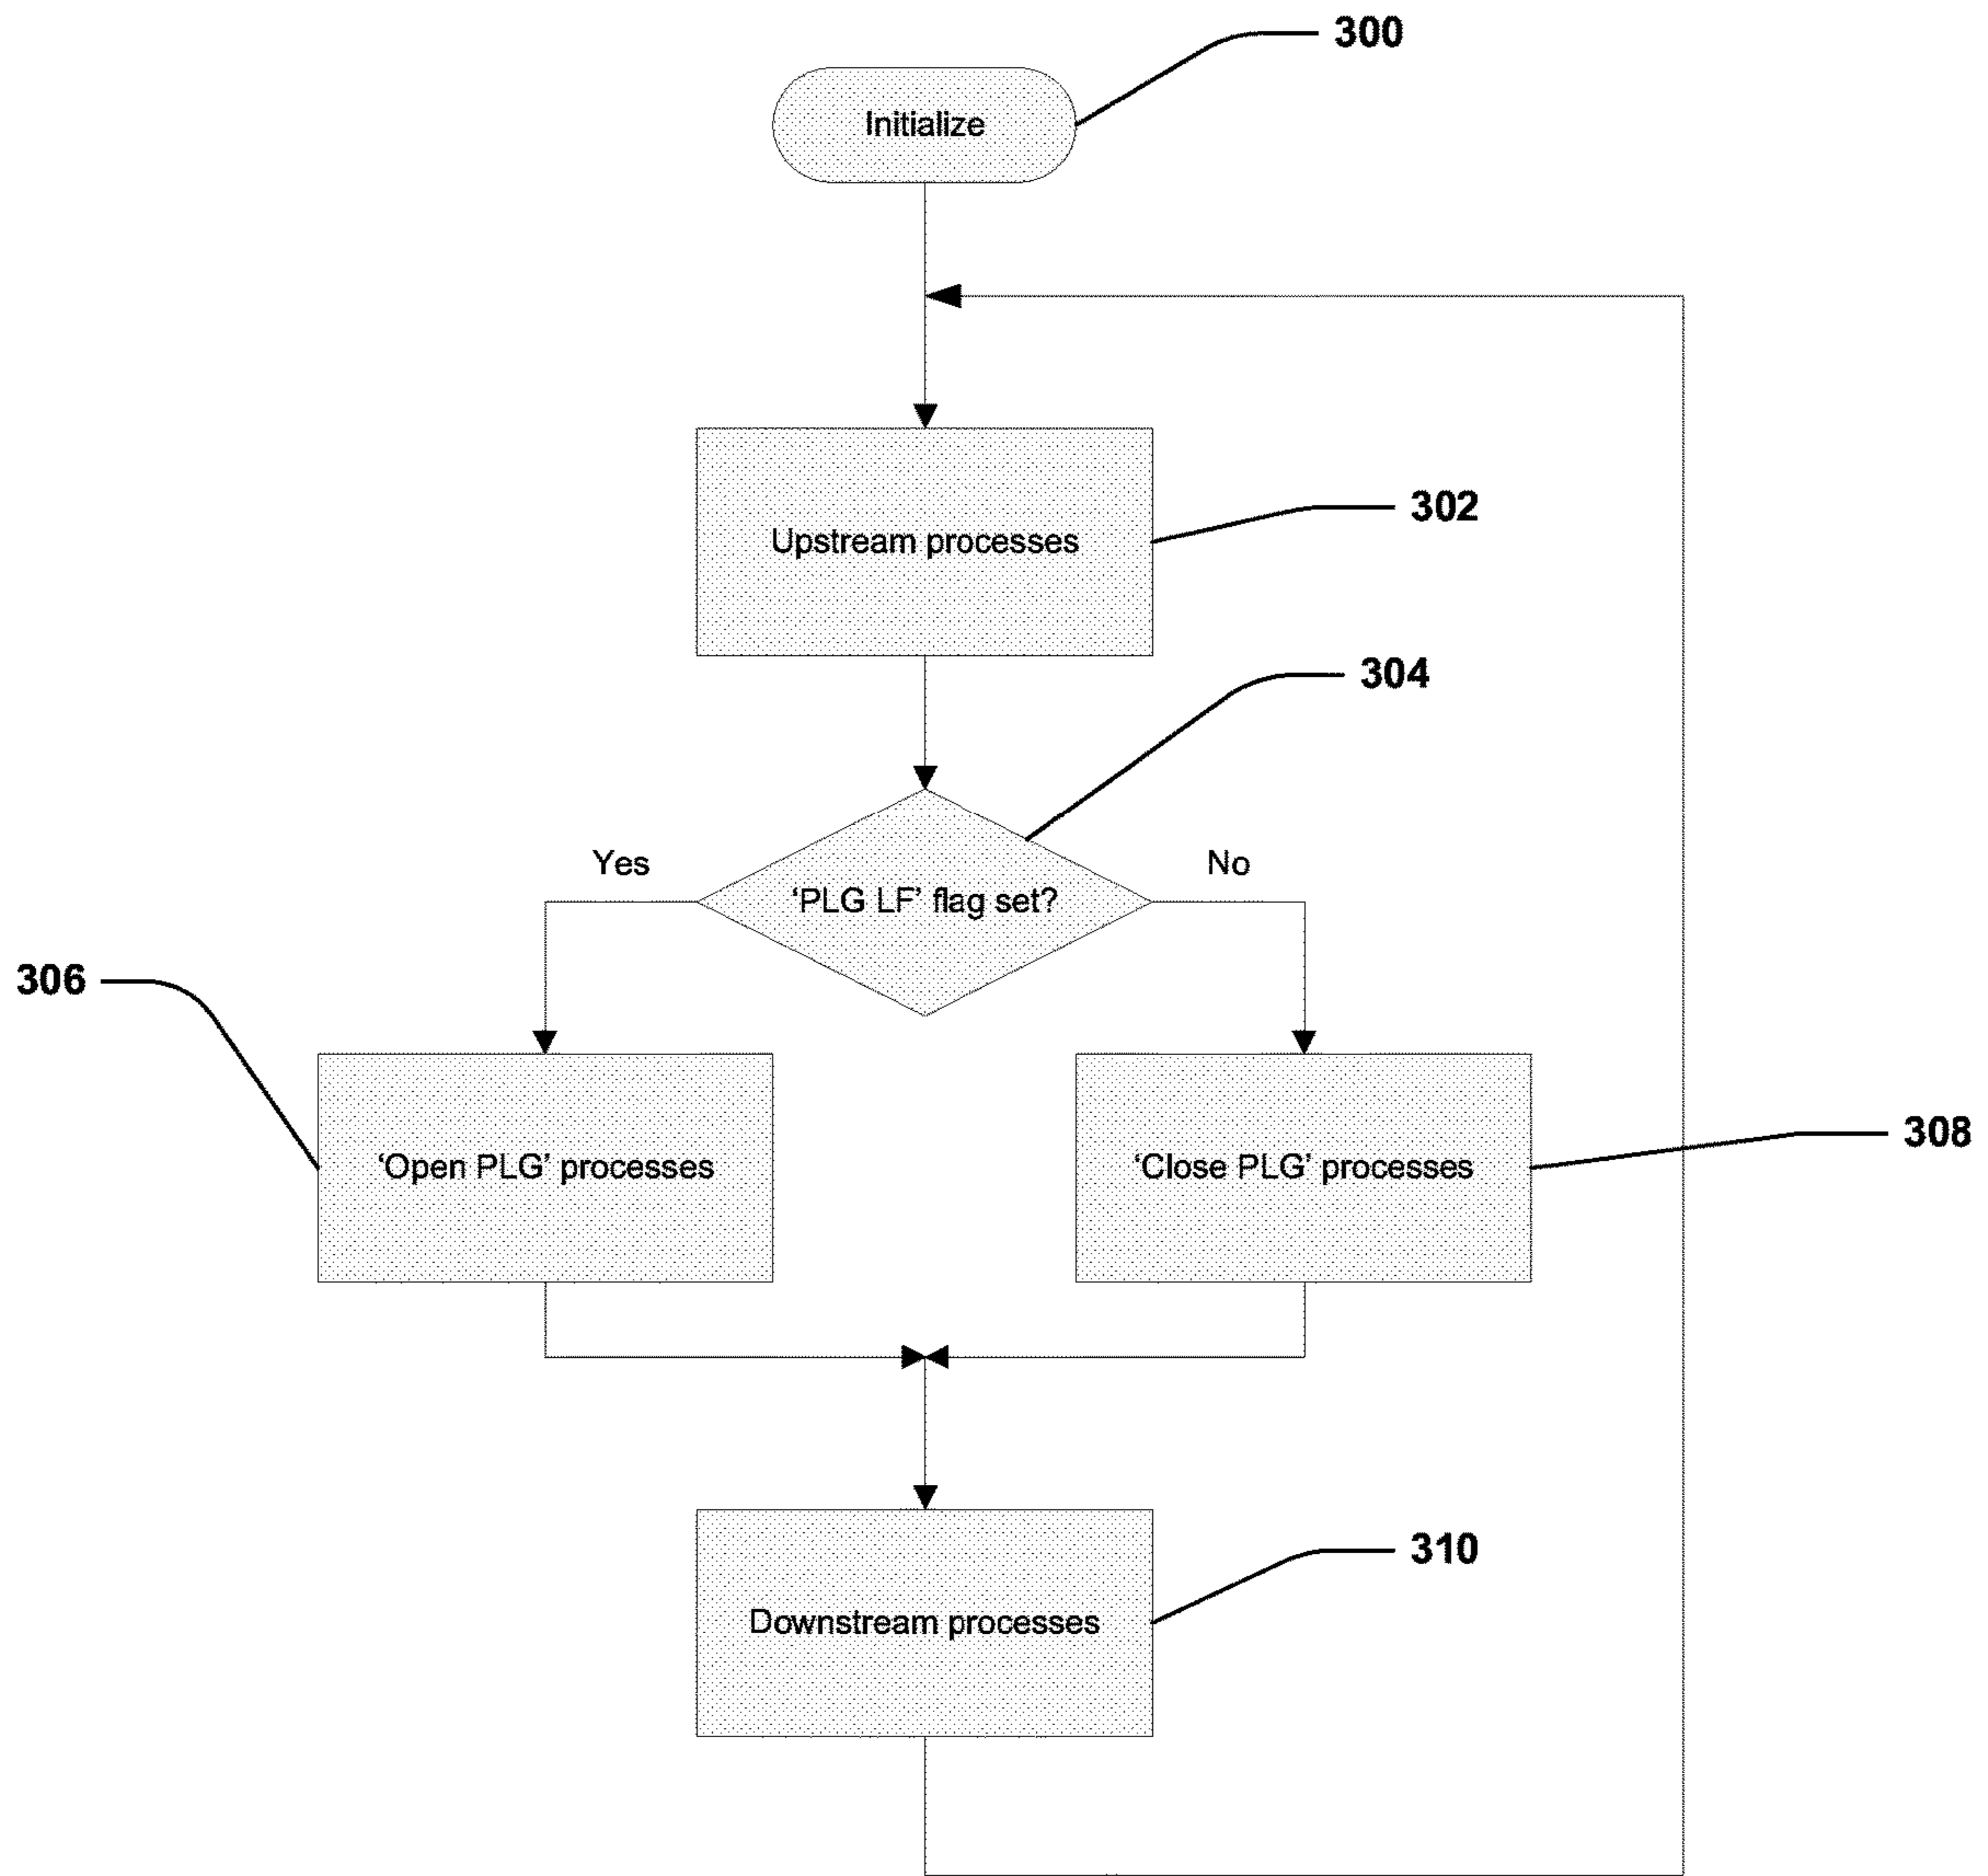 300
Initialize
302
Upstream processes
304
Yes
No
‘PLG LF’ flag set?
306
‘Open PLG’ processes
‘Close PLG’ processes
308
310
Downstream processes